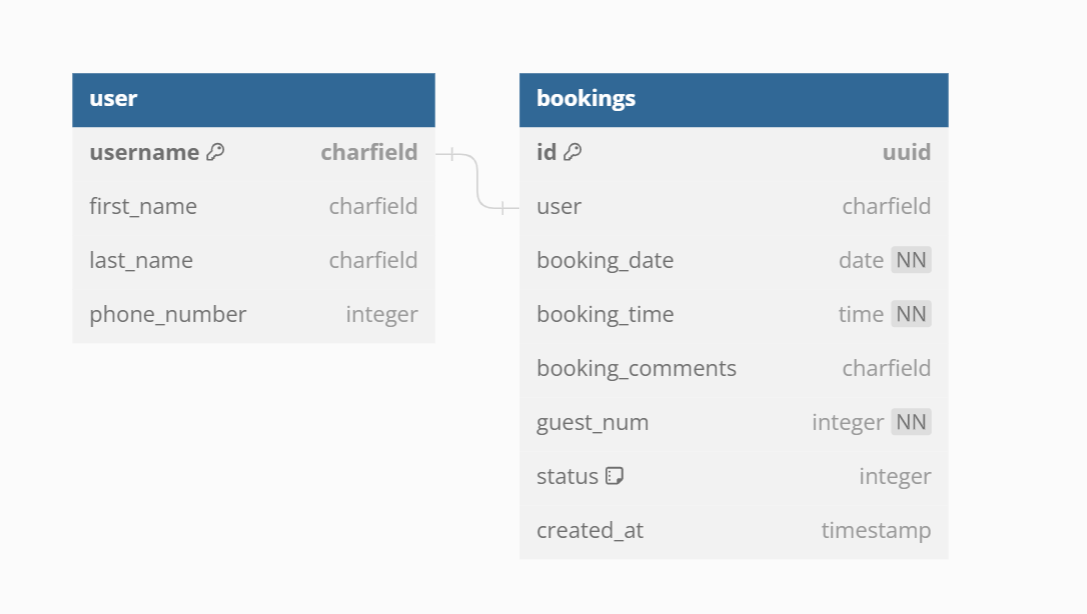 user
username charfield
first_name charfield
last_name charfield
phone_number integer
bookings
id uuid
user charfield
booking_date date NN
booking_time time NN
booking_comments charfield
guest_num integer NN
status integer
created_at timestamp